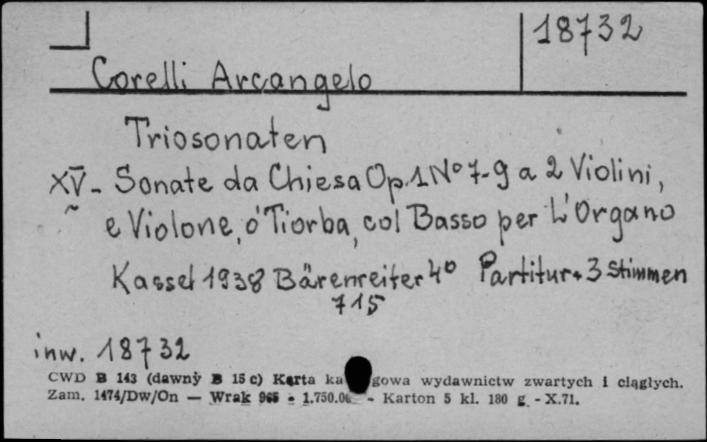 18732
Corelli Arcangelo
Triosonaten
XV - Sonate da Chiesa Op. 1 No 7-9 a 2 Violini,
e Violone, o' Tiorba, col Basso per L'Organo
Kassel 1938 Bärenreiter 4º Partitur + 3 Stimmen
715
inw. 18732
CWD B 143 (dawny B 15 c) Karta ka gowa wydawnictw zwartych i ciągłych.
Zam. 1474/Dw/On — Wrak 965 - 1.750.0 - Karton 5 kl. 180 g - X.71.